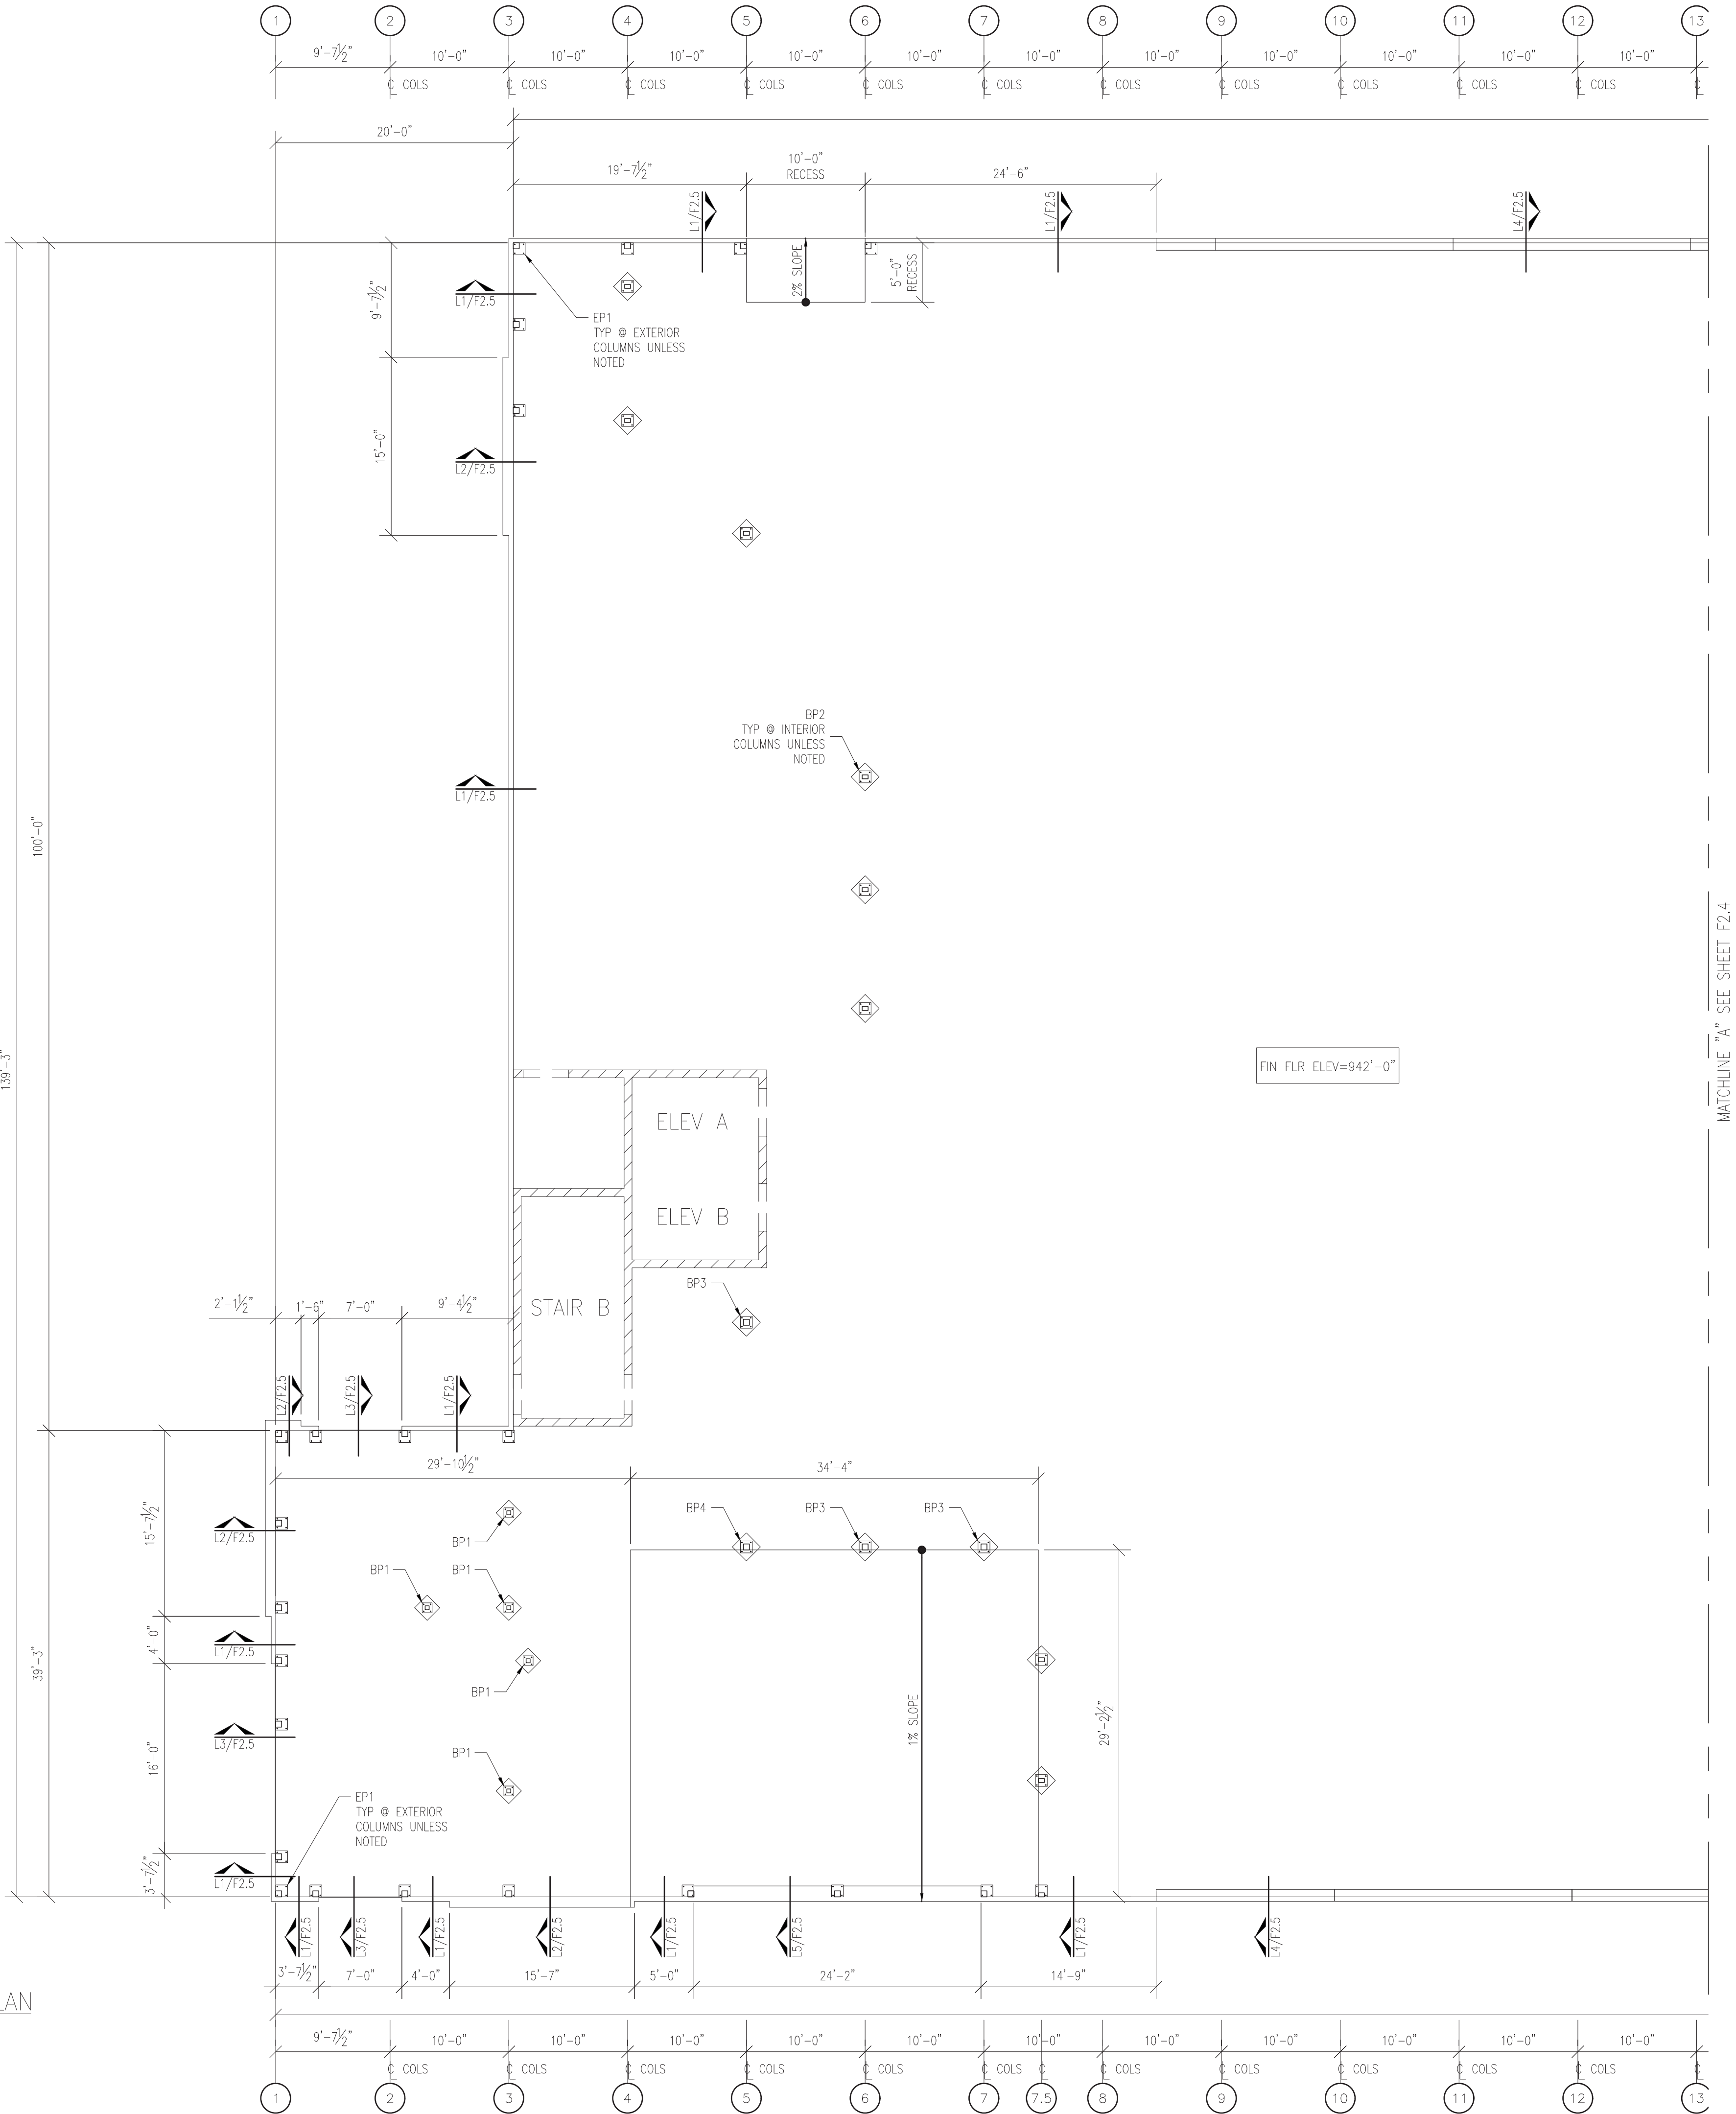 1 2 3 4 5 6 7 8 9 10 11 12 13
9'-7½" 10'-0" 10'-0" 10'-0" 10'-0" 10'-0" 10'-0" 10'-0" 10'-0" 10'-0" 10'-0" 10'-0"
℄ COLS ℄ COLS ℄ COLS ℄ COLS ℄ COLS ℄ COLS ℄ COLS ℄ COLS ℄ COLS ℄ COLS ℄ COLS ℄
20'-0"
19'-7½"
10'-0"
RECESS
24'-6"
L1/F2.5
L1/F2.5
L4/F2.5
2% SLOPE
5'-0"
RECESS
9'-7½"
L1/F2.5
EP1
TYP @ EXTERIOR
COLUMNS UNLESS
NOTED
15'-0"
L2/F2.5
BP2
TYP @ INTERIOR
COLUMNS UNLESS
NOTED
L1/F2.5
100'-0"
139'-3"
MATCHLINE "A" SEE SHEET F2.4
FIN FLR ELEV=942'-0"
ELEV A
ELEV B
BP3
STAIR B
2'-1½" 1'-6" 7'-0" 9'-4½"
L2/F2.5
L3/F2.5
L1/F2.5
29'-10½"
34'-4"
15'-7½"
L2/F2.5
BP4
BP3
BP3
BP1
BP1
BP1
4'-0"
L1/F2.5
39'-3"
BP1
1% SLOPE
29'-2½"
L3/F2.5
16'-0"
BP1
EP1
TYP @ EXTERIOR
COLUMNS UNLESS
NOTED
3'-7½"
L1/F2.5
L1/F2.5
L3/F2.5
L1/F2.5
L2/F2.5
L1/F2.5
L5/F2.5
L1/F2.5
L4/F2.5
3'-7½" 7'-0" 4'-0" 15'-7" 5'-0" 24'-2" 14'-9"
9'-7½" 10'-0" 10'-0" 10'-0" 10'-0" 10'-0" 10'-0" 10'-0" 10'-0" 10'-0" 10'-0" 10'-0"
℄ COLS ℄ COLS ℄ COLS ℄ COLS ℄ COLS ℄ COLS ℄ ℄ COLS ℄ COLS ℄ COLS ℄ COLS ℄ COLS ℄
1 2 3 4 5 6 7 7.5 8 9 10 11 12 13